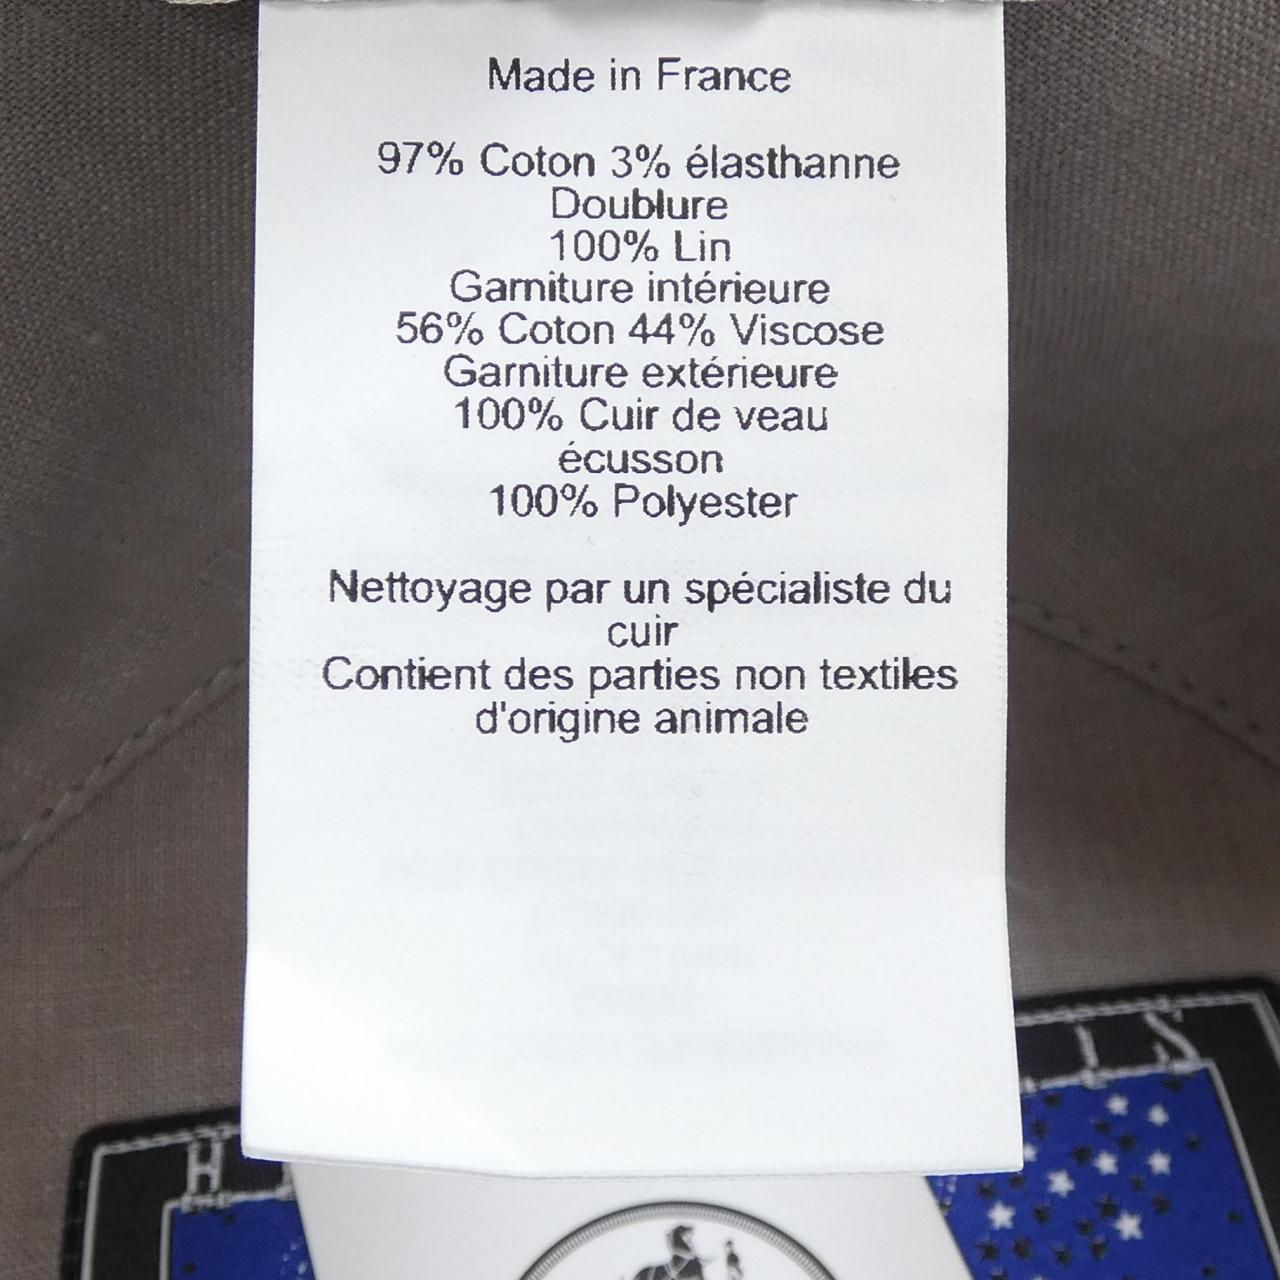 Made in France
97% Coton 3% élasthanne
Doublure
100% Lin
Garniture intérieure
56% Coton 44% Viscose
Garniture extérieure
100% Cuir de veau
écusson
100% Polyester
Nettoyage par un spécialiste du
cuir
Contient des parties non textiles
d'origine animale